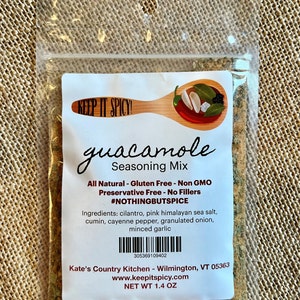 KEEP IT SPICY!
guacamole
Seasoning Mix
All Natural - Gluten Free - Non GMO
Preservative Free - No Fillers
#NOTHINGBUTSPICE
Ingredients: cilantro, pink himalayan sea salt,
cumin, cayenne pepper, granulated onion,
minced garlic
305369109402
Kate's Country Kitchen - Wilmington, VT 05363
www.keepitspicy.com
NET WT 1.4 OZ